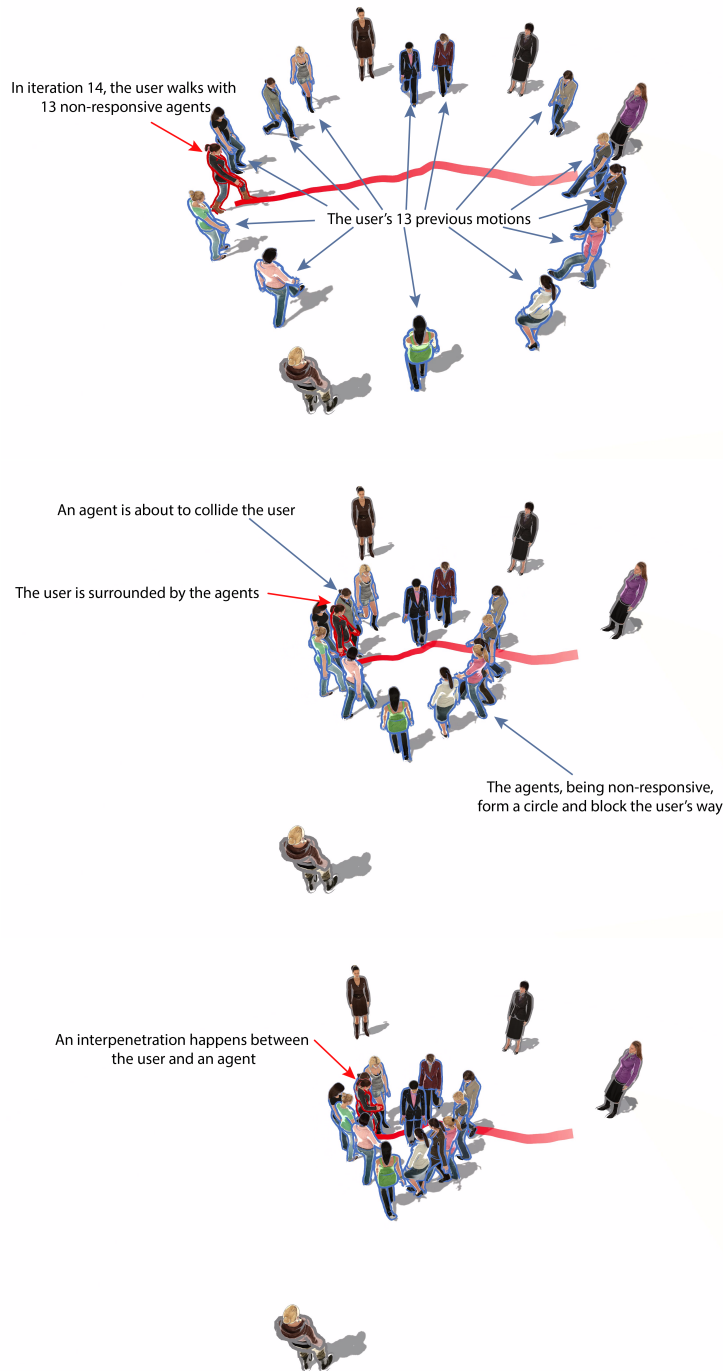 In iteration 14, the user walks with
13 non-responsive agents
The user's 13 previous motions
An agent is about to collide the user
The user is surrounded by the agents
The agents, being non-responsive,
form a circle and block the user's way
An interpenetration happens between
the user and an agent